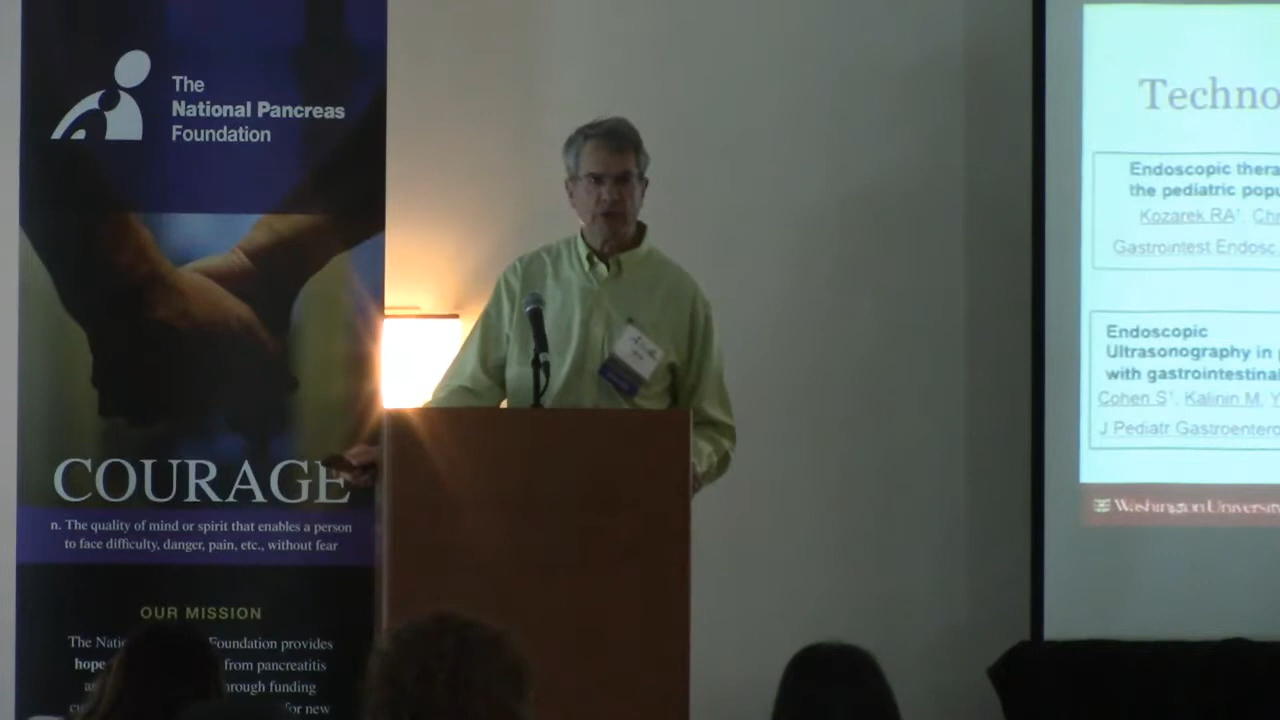 The
National Pancreas
Foundation
COURAGE
n. The quality of mind or spirit that enables a person
to face difficulty, danger, pain, etc., without fear
OUR MISSION
The Foundation provides
hope from pancreatitis
funding
for new
Techno
Endoscopic thera
the pediatric popu
Kozarek RA
Gastrointest Endosc
Endoscopic
Ultrasonography in
with gastrointestinal
Cohen S Kalinin M, Y
J Pediatr Gastroentero
Washington University